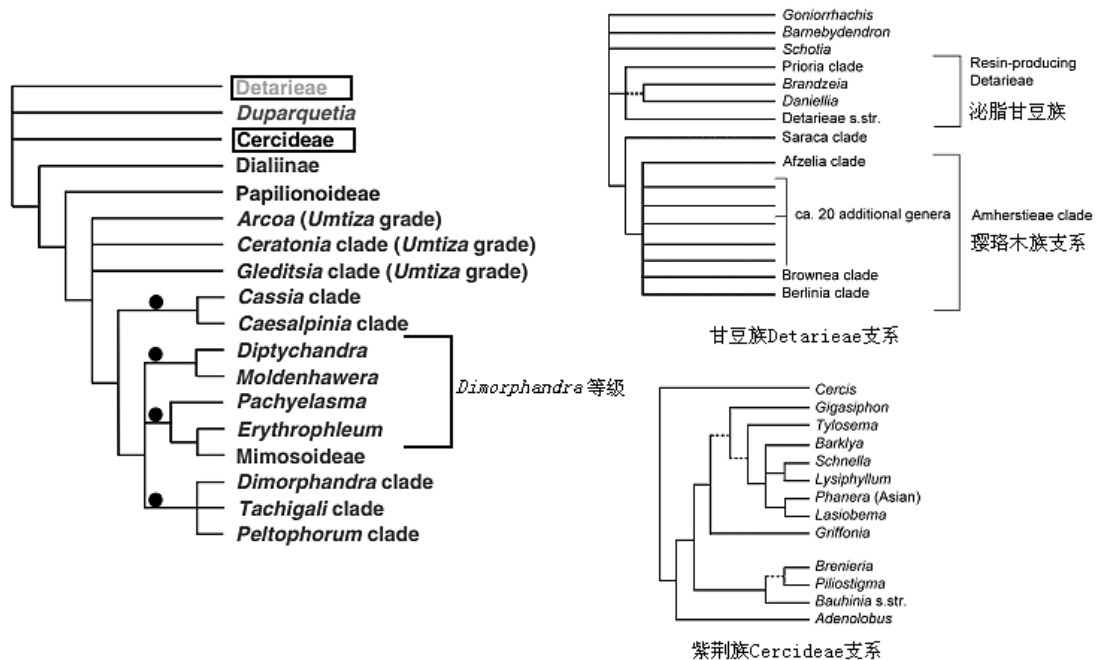 Detarieae
Duparquetia
Cercideae
Dialiinae
Papilionoideae
Arcoa (Umtiza grade)
Ceratonia clade (Umtiza grade)
Gleditsia clade (Umtiza grade)
Cassia clade
Caesalpinia clade
Diptychandra
Moldenhawera
Pachyelasma
Erythrophleum
Mimosoideae
Dimorphandra clade
Tachigali clade
Peltophorum clade
Dimorphandra 等级
Goniorrhachis
Barnebydendron
Schotia
Prioria clade
Brandzeia
Daniellia
Detarieae s.str.
Saraca clade
Afzelia clade
ca. 20 additional genera
Brownea clade
Berlinia clade
Resin-producing
Detarieae
泌脂甘豆族
Amherstieae clade
璎珞木族支系
甘豆族Detarieae支系
Cercis
Gigasiphon
Tylosema
Barklya
Schnella
Lysiphyllum
Phanera (Asian)
Lasiobema
Griffonia
Brenieria
Piliostigma
Bauhinia s.str.
Adenolobus
紫荆族Cercideae支系